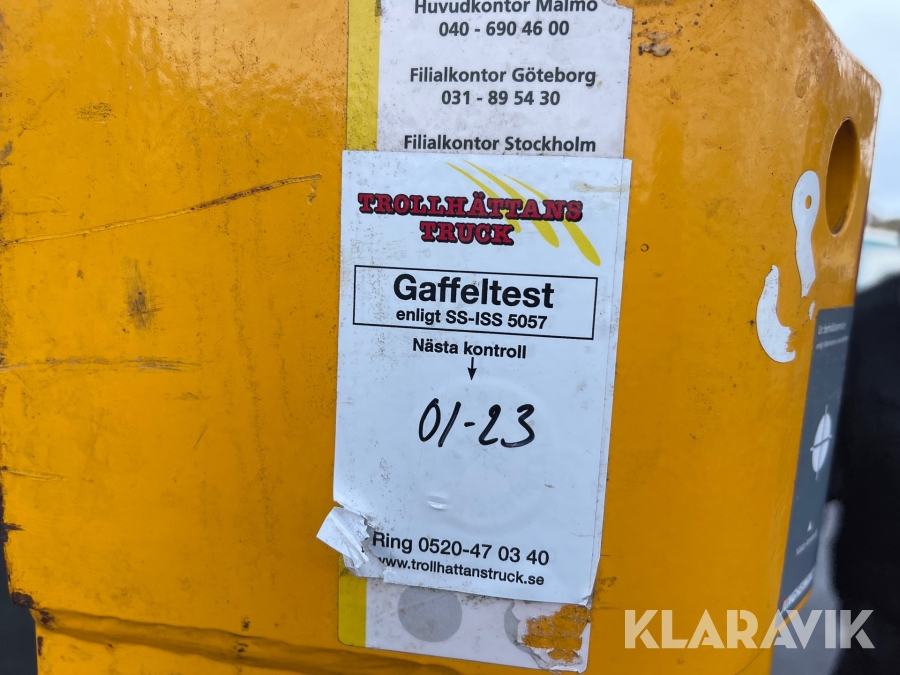 Huvudkontor Malmö
040 - 690 46 00
Filialkontor Göteborg
031 - 89 54 30
Filialkontor Stockholm
TROLLHÄTTANS
TRUCK
Gaffeltest
enligt SS-ISS 5057
Nästa kontroll
01-23
Ring 0520-47 03 40
www.trollhattanstruck.se
KLARAVIK